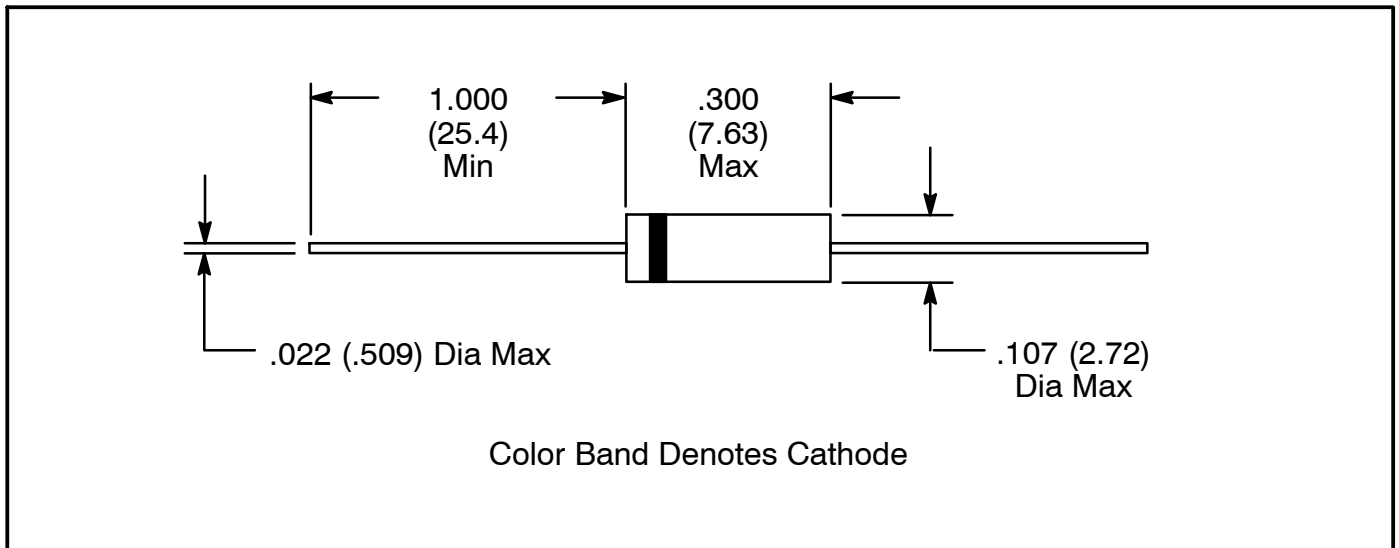 1.000
(25.4)
Min
.300
(7.63)
Max
.022 (.509) Dia Max
.107 (2.72)
Dia Max
Color Band Denotes Cathode